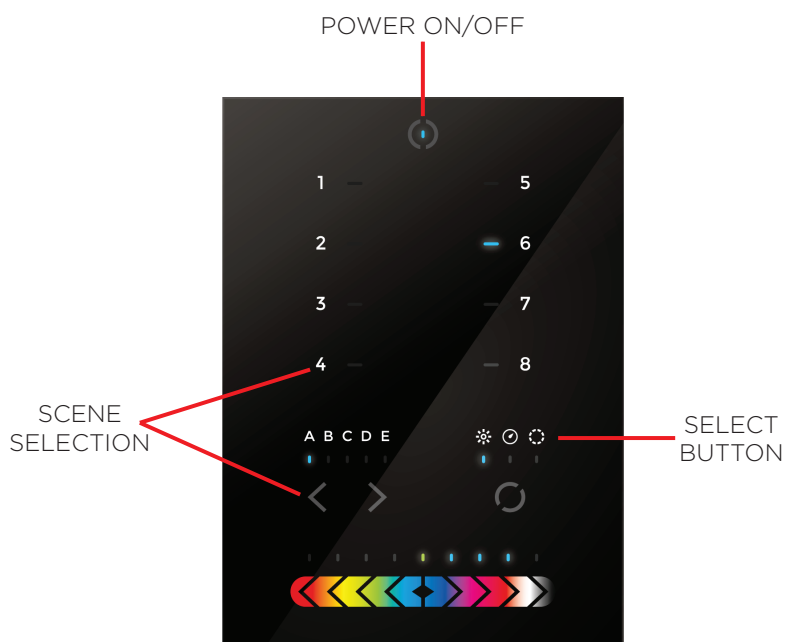 POWER ON/OFF
1 5
2 6
3 7
4 8
SCENE
SELECTION
A B C D E
SELECT
BUTTON